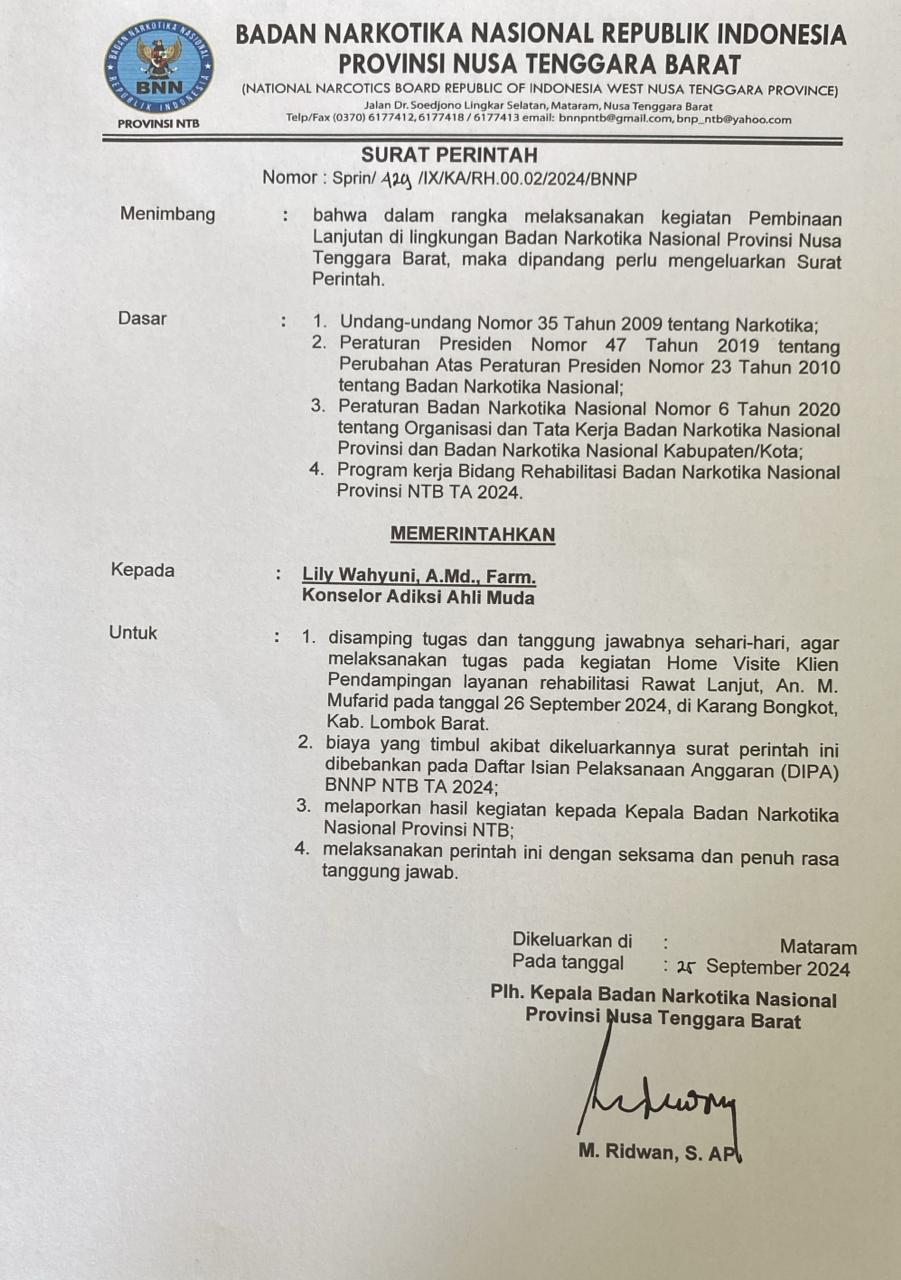 BADAN NARKOTIKA NASIONAL
BNN
REPUBLIK INDONESIA
PROVINSI NTB
BADAN NARKOTIKA NASIONAL REPUBLIK INDONESIA
PROVINSI NUSA TENGGARA BARAT
(NATIONAL NARCOTICS BOARD REPUBLIC OF INDONESIA WEST NUSA TENGGARA PROVINCE)
Jalan Dr. Soedjono Lingkar Selatan, Mataram, Nusa Tenggara Barat
Telp/Fax (0370) 6177412, 6177418 / 6177413 email: bnnpntb@gmail.com, bnp_ntb@yahoo.com
SURAT PERINTAH
Nomor : Sprin/ /IX/KA/RH.00.02/2024/BNNP
Menimbang : bahwa dalam rangka melaksanakan kegiatan Pembinaan
Lanjutan di lingkungan Badan Narkotika Nasional Provinsi Nusa
Tenggara Barat, maka dipandang perlu mengeluarkan Surat
Perintah.
Dasar : 1. Undang-undang Nomor 35 Tahun 2009 tentang Narkotika;
2. Peraturan Presiden Nomor 47 Tahun 2019 tentang
Perubahan Atas Peraturan Presiden Nomor 23 Tahun 2010
tentang Badan Narkotika Nasional;
3. Peraturan Badan Narkotika Nasional Nomor 6 Tahun 2020
tentang Organisasi dan Tata Kerja Badan Narkotika Nasional
Provinsi dan Badan Narkotika Nasional Kabupaten/Kota;
4. Program kerja Bidang Rehabilitasi Badan Narkotika Nasional
Provinsi NTB TA 2024.
MEMERINTAHKAN
Kepada : Lily Wahyuni, A.Md., Farm.
Konselor Adiksi Ahli Muda
Untuk : 1. disamping tugas dan tanggung jawabnya sehari-hari, agar
melaksanakan tugas pada kegiatan Home Visite Klien
Pendampingan layanan rehabilitasi Rawat Lanjut, An. M.
Mufarid pada tanggal 26 September 2024, di Karang Bongkot,
Kab. Lombok Barat.
2. biaya yang timbul akibat dikeluarkannya surat perintah ini
dibebankan pada Daftar Isian Pelaksanaan Anggaran (DIPA)
BNNP NTB TA 2024;
3. melaporkan hasil kegiatan kepada Kepala Badan Narkotika
Nasional Provinsi NTB;
4. melaksanakan perintah ini dengan seksama dan penuh rasa
tanggung jawab.
Dikeluarkan di : Mataram
Pada tanggal : 25 September 2024
Plh. Kepala Badan Narkotika Nasional
Provinsi Nusa Tenggara Barat
M. Ridwan, S. AP.